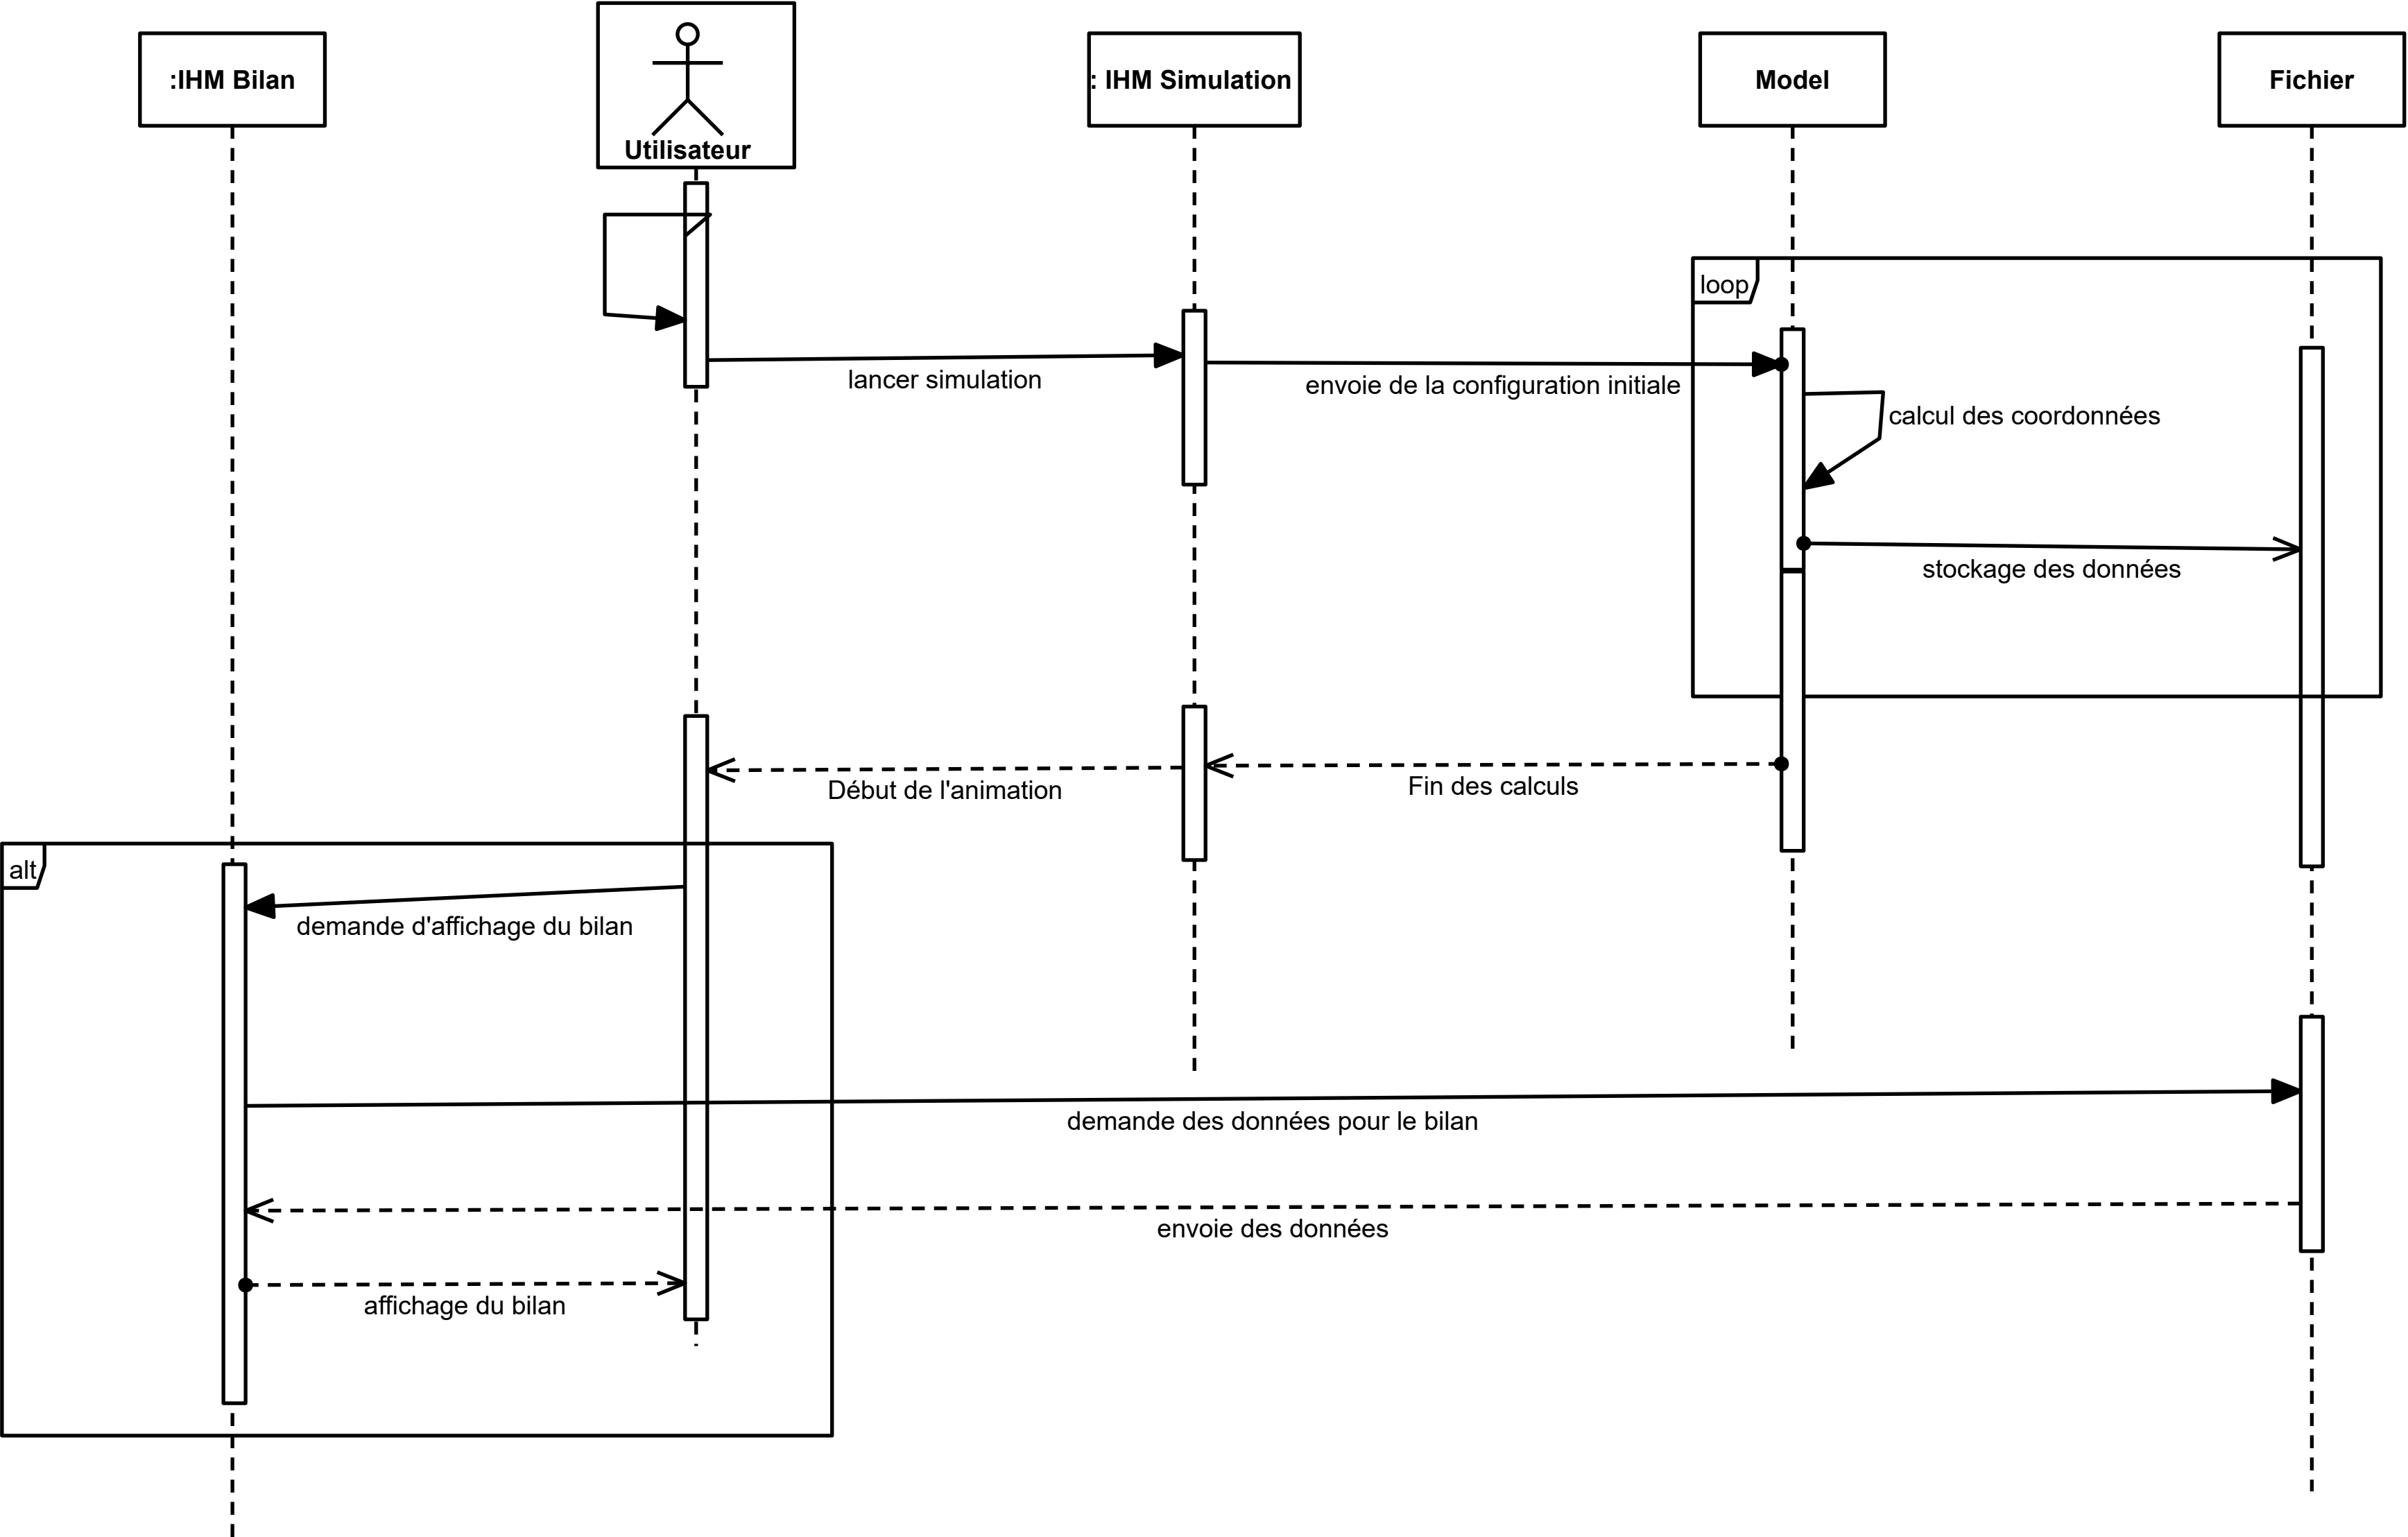 :IHM Bilan
Utilisateur
: IHM Simulation
Model
Fichier
loop
lancer simulation
envoie de la configuration initiale
calcul des coordonnées
stockage des données
Début de l'animation
Fin des calculs
alt
demande d'affichage du bilan
demande des données pour le bilan
envoie des données
affichage du bilan